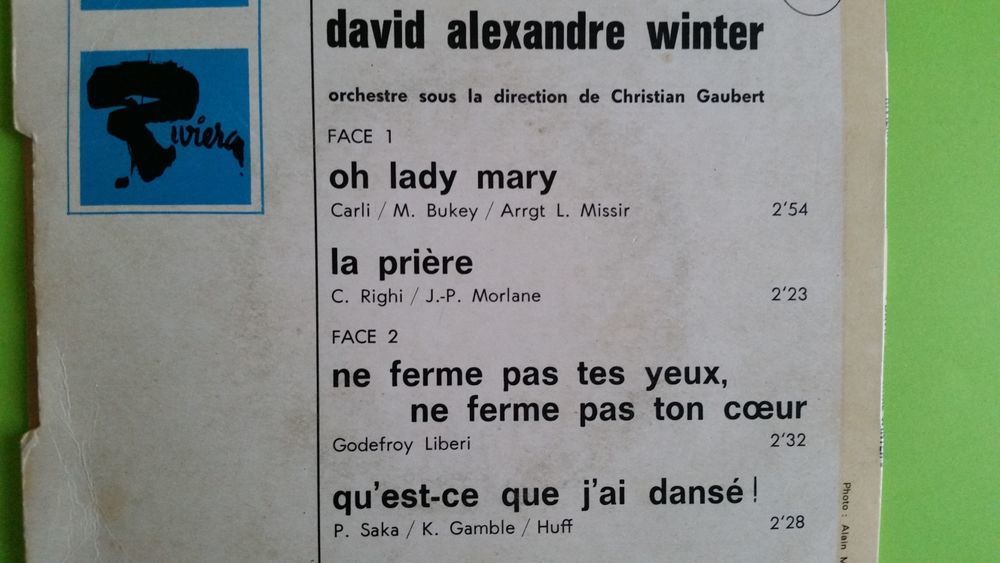 david alexandre winter
Riviera
orchestre sous la direction de Christian Gaubert
FACE 1
oh lady mary
Carli / M. Bukey / Arrgt L. Missir 2'54
la prière
C. Righi / J.-P. Morlane 2'23
FACE 2
ne ferme pas tes yeux,
ne ferme pas ton cœur
Godefroy Liberi 2'32
qu'est-ce que j'ai dansé !
P. Saka / K. Gamble / Huff 2'28
Photo : Alain